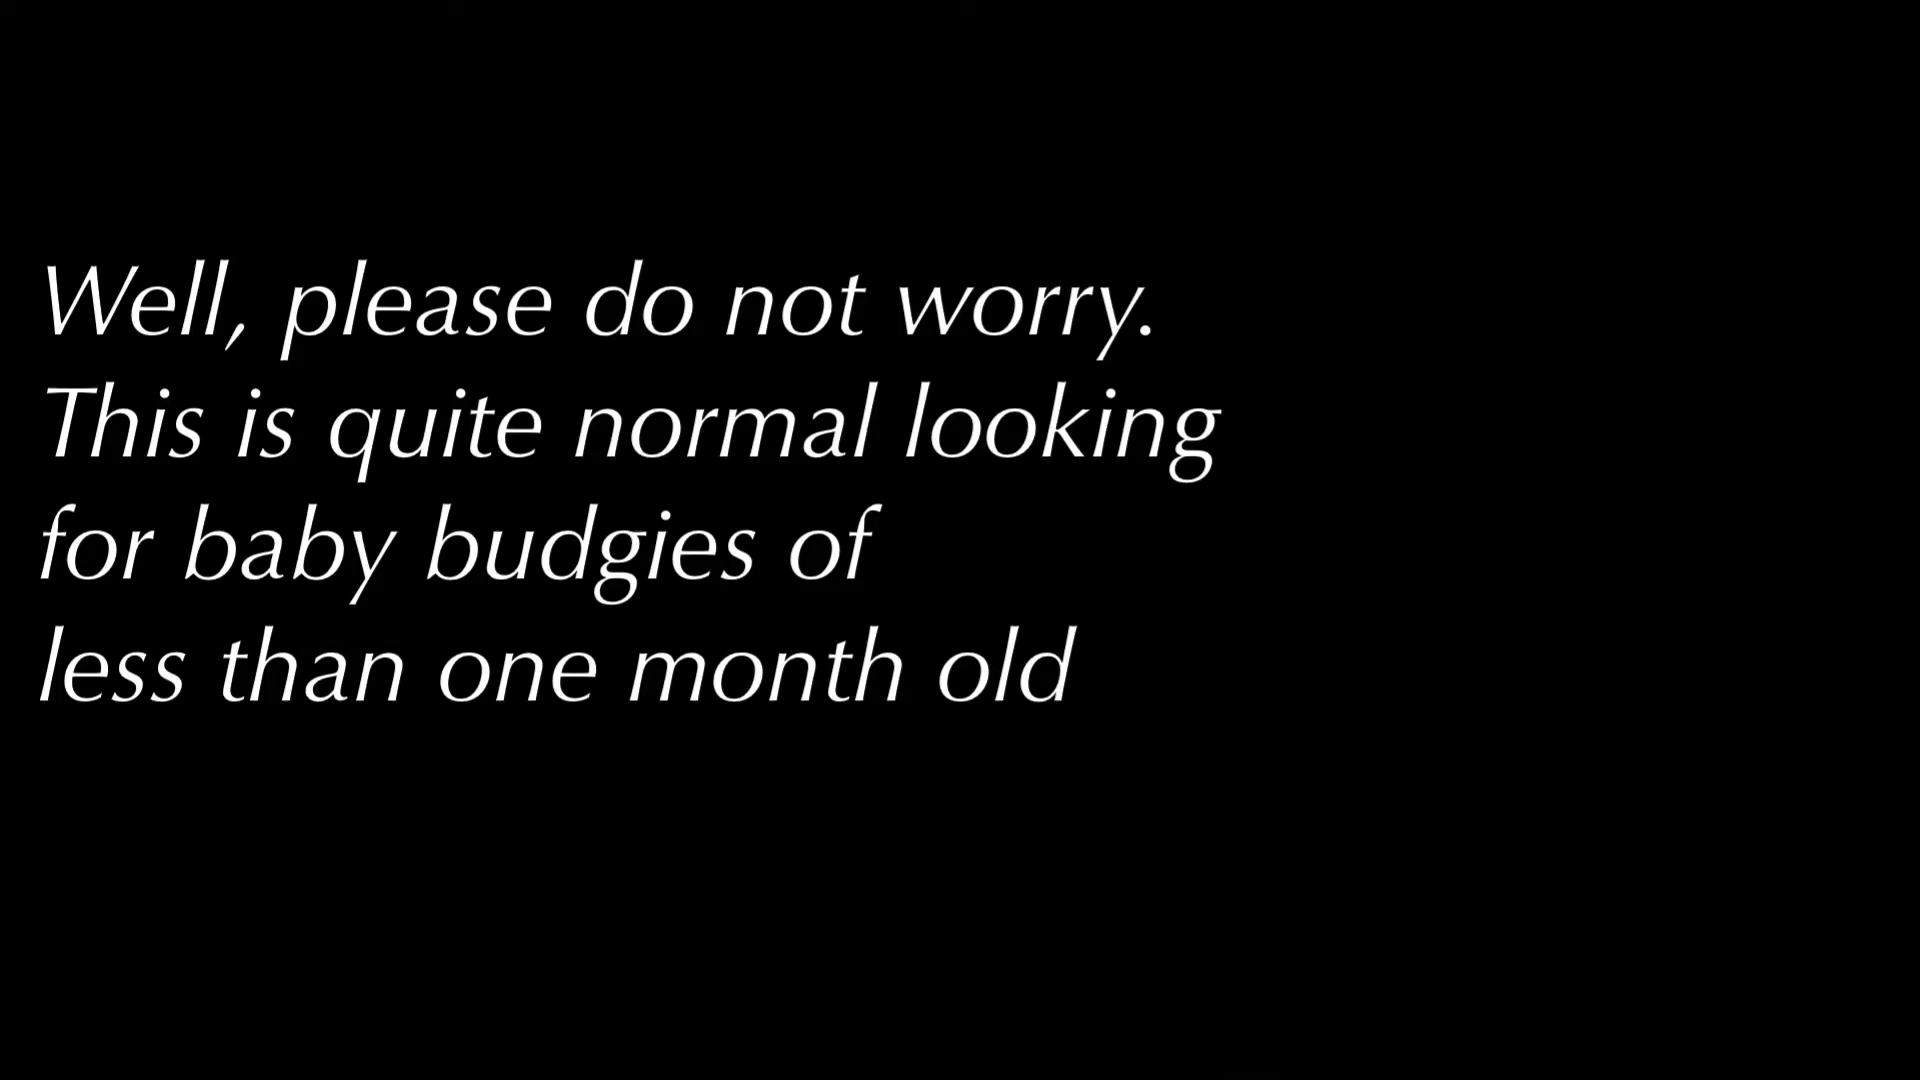 Well, please do not worry.
This is quite normal looking
for baby budgies of
less than one month old